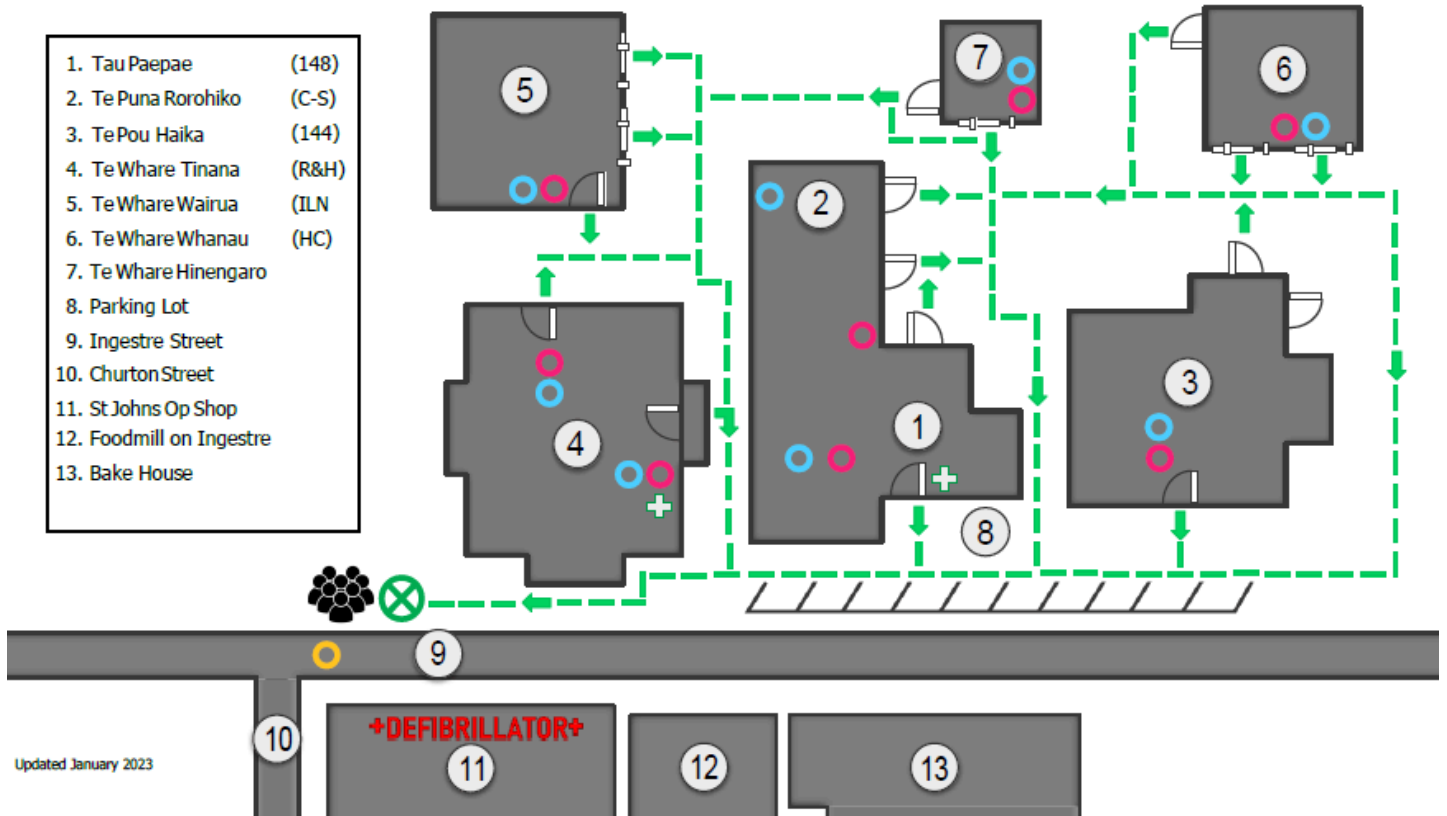 1. Tau Paepae (148)
2. Te Puna Rorohiko (C-S)
3. Te Pou Haika (144)
4. Te Whare Tinana (R&H)
5. Te Whare Wairua (ILN
6. Te Whare Whanau (HC)
7. Te Whare Hinengaro
8. Parking Lot
9. Ingestre Street
10. Churton Street
11. St Johns Op Shop
12. Foodmill on Ingestre
13. Bake House
5
7
6
2
3
1
4
8
9
+DEFIBRILLATOR+
10
11
12
13
Updated January 2023